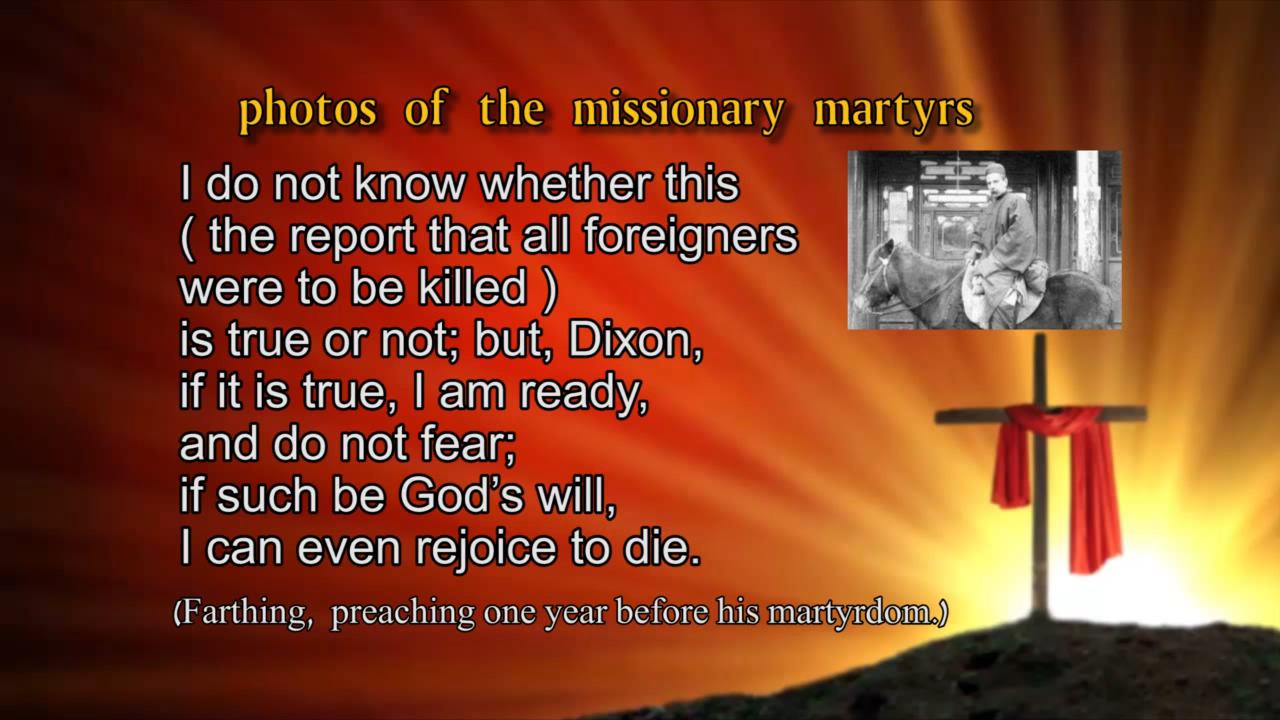 photos of the missionary martyrs
I do not know whether this
( the report that all foreigners
were to be killed )
is true or not; but, Dixon,
if it is true, I am ready,
and do not fear;
if such be God’s will,
I can even rejoice to die.
(Farthing, preaching one year before his martyrdom.)